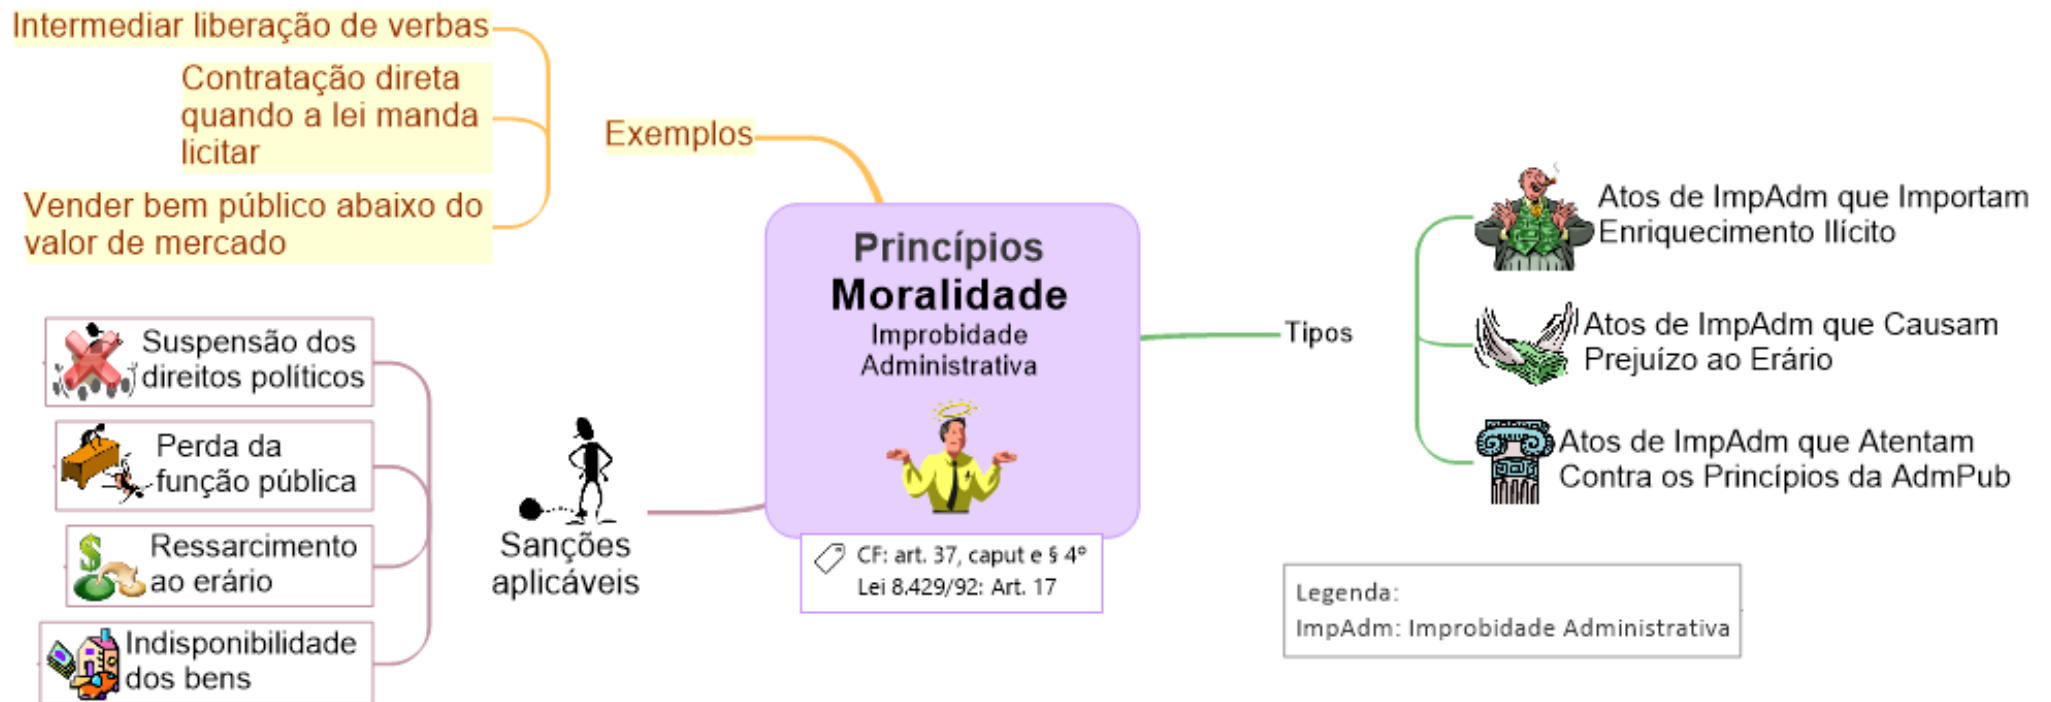 Intermediar liberação de verbas
Contratação direta
quando a lei manda
licitar
Vender bem público abaixo do
valor de mercado
Exemplos
Princípios
Moralidade
Improbidade
Administrativa
CF: art. 37, caput e § 4º
Lei 8.429/92: Art. 17
Tipos
Atos de ImpAdm que Importam
Enriquecimento Ilícito
Atos de ImpAdm que Causam
Prejuízo ao Erário
Atos de ImpAdm que Atentam
Contra os Princípios da AdmPub
Sanções
aplicáveis
Suspensão dos
direitos políticos
Perda da
função pública
Ressarcimento
ao erário
Indisponibilidade
dos bens
Legenda:
ImpAdm: Improbidade Administrativa